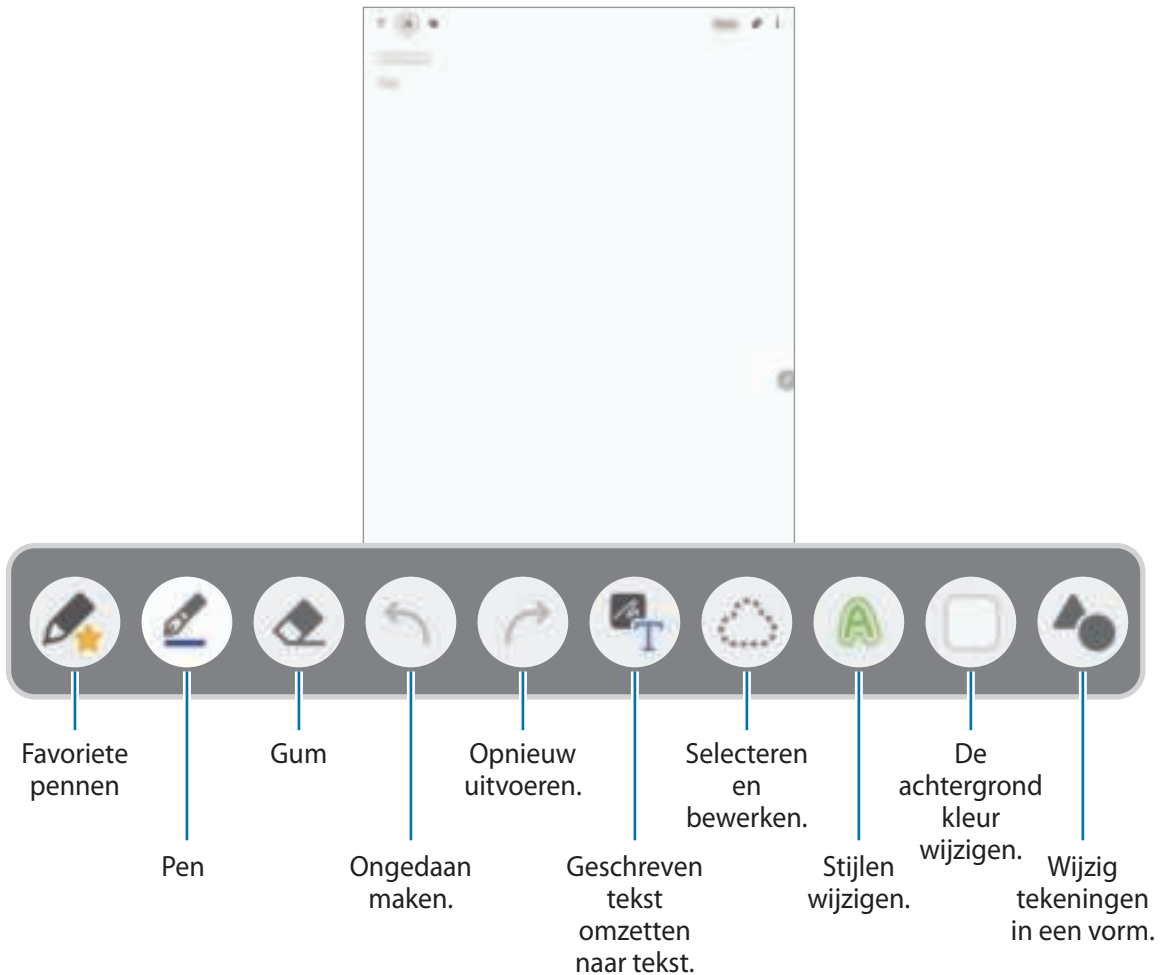 Favoriete
pennen
Pen
Gum
Ongedaan
maken.
Opnieuw
uitvoeren.
Geschreven
tekst
omzetten
naar tekst.
Selecteren
en
bewerken.
Stijlen
wijzigen.
De
achtergrond
kleur
wijzigen.
Wijzig
tekeningen
in een vorm.